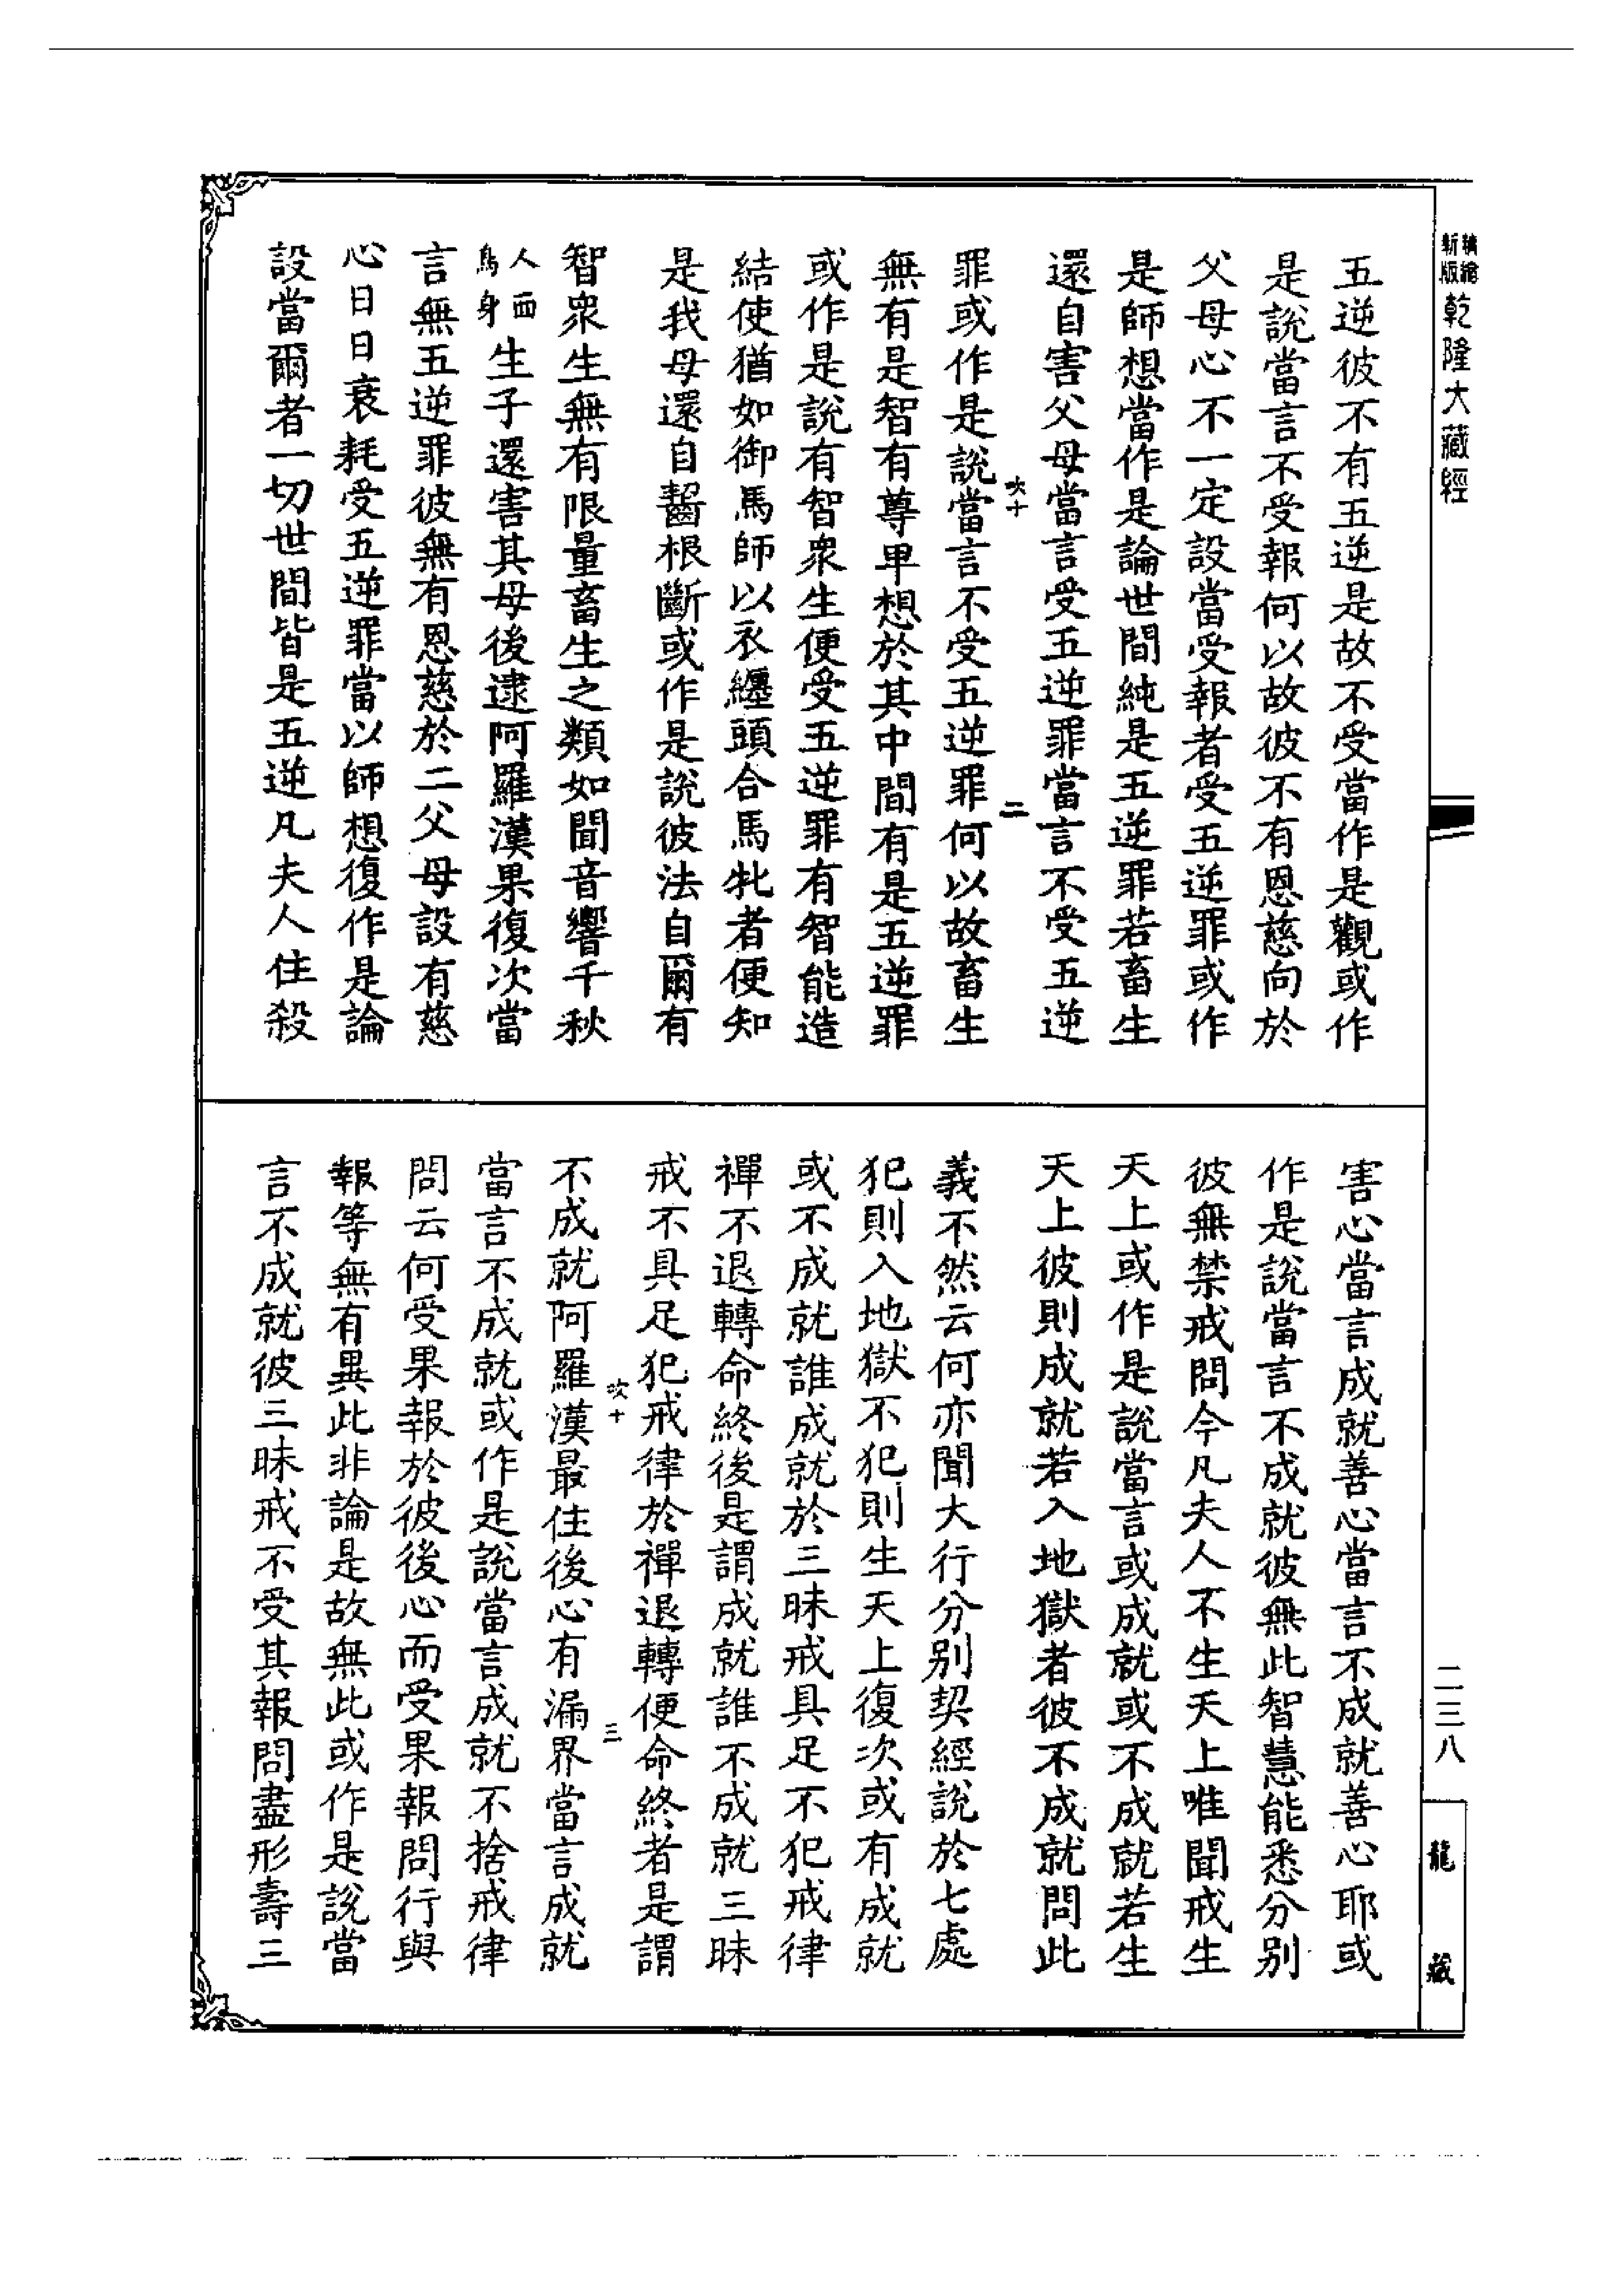 新版精繪乾隆大藏經
五逆彼不有五逆是故不受當作是觀或作
是說當言不受報何以故彼不有恩慈向於
父母心不一定設當受報者受五逆罪或作
是師想當作是論世間純是五逆罪若畜生
還自害父母當言受五逆罪當言不受五逆
吹十 二
罪或作是說當言不受五逆罪何以故畜生
無有是智有尊卑想於其中間有是五逆罪
或作是說有智衆生便受五逆罪有智能造
結使猶如御馬師以衣纏頭合馬牝者便知
是我母還自齧根斷或作是說彼法自爾有
智衆生無有限量畜生之類如聞音響千秋
人面鳥身生子還害其母後逮阿羅漢果復次當
言無五逆罪彼無有恩慈於二父母設有慈
心日日衰耗受五逆罪當以師想復作是論
設當爾者一切世間皆是五逆凡夫人住殺
害心當言成就善心當言不成就善心耶或
作是說當言不成就彼無此智慧能悉分別
彼無禁戒問今凡夫人不生天上唯聞戒生
天上或作是說當言或成就或不成就若生
天上彼則成就若入地獄者彼不成就問此
義不然云何亦聞大行分別契經說於七處
犯則入地獄不犯則生天上復次或有成就
或不成就誰成就於三昧戒具足不犯戒律
禪不退轉命終後是謂成就誰不成就三昧
戒不具足犯戒律於禪退轉便命終者是謂
吹十 三
不成就阿羅漢最住後心有漏界當言成就
當言不成就或作是說當言成就不捨戒律
問云何受果報於彼後心而受果報問行與
報等無有異此非論是故無此或作是說當
言不成就彼三昧戒不受其報問盡形壽三
二三八
龍藏